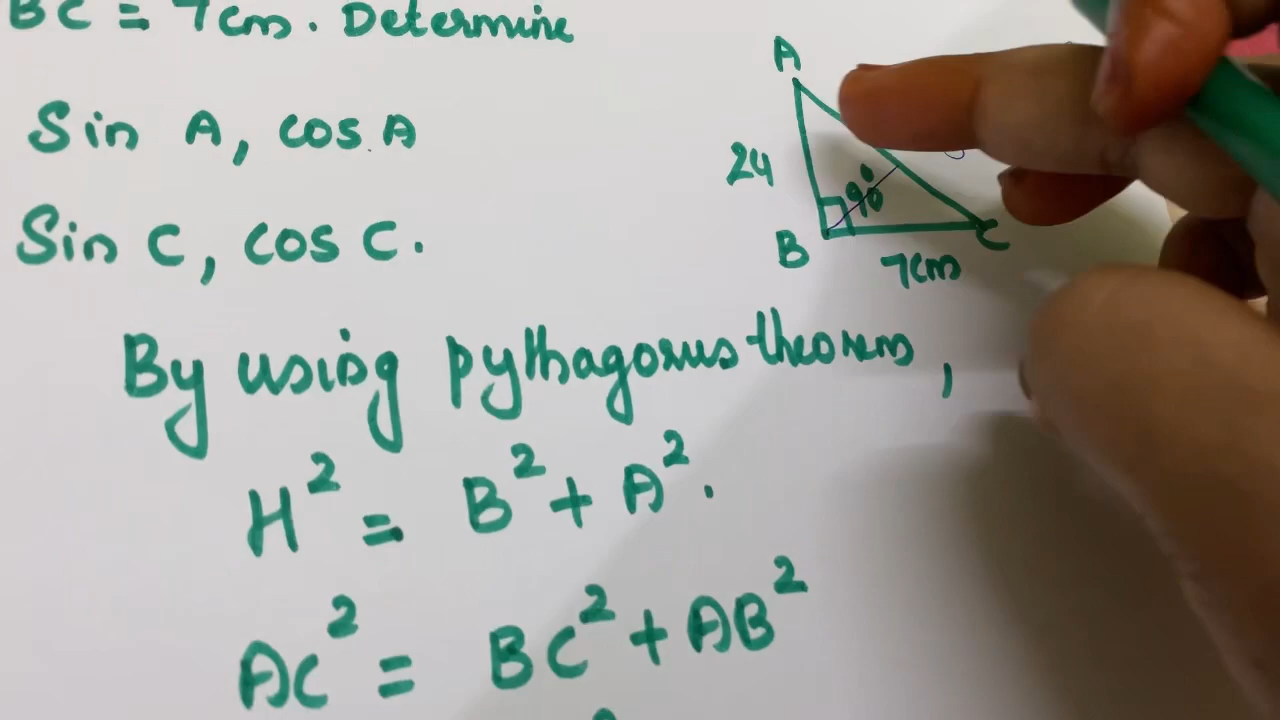 BC = 7cm. Determine
Sin A, cos A
Sin C, cos C.
A
24
90°
B
C
7cm
By using pythagorus theorem,
H² = B² + A².
AC² = BC² + AB²